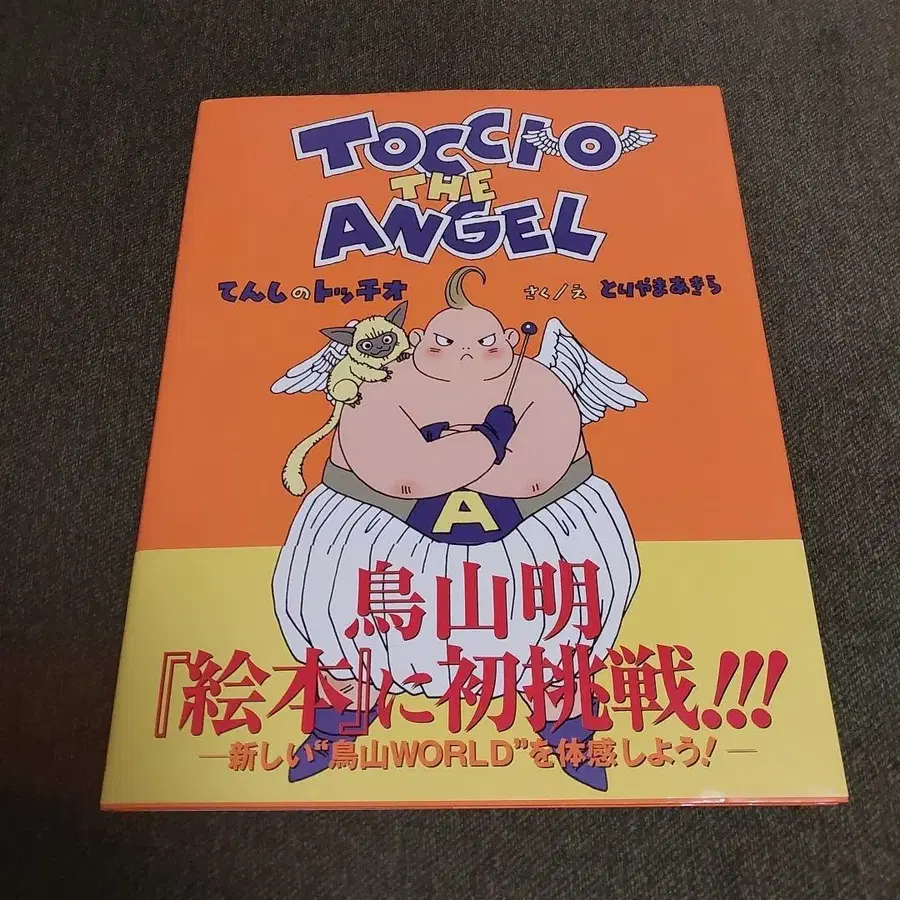 TOCCIO
THE
ANGEL
てんしのトッチオ
さく/え とりやまあきら
A
鳥山明
『絵本』に初挑戦!!!
―新しい“鳥山WORLD”を体感しよう!―